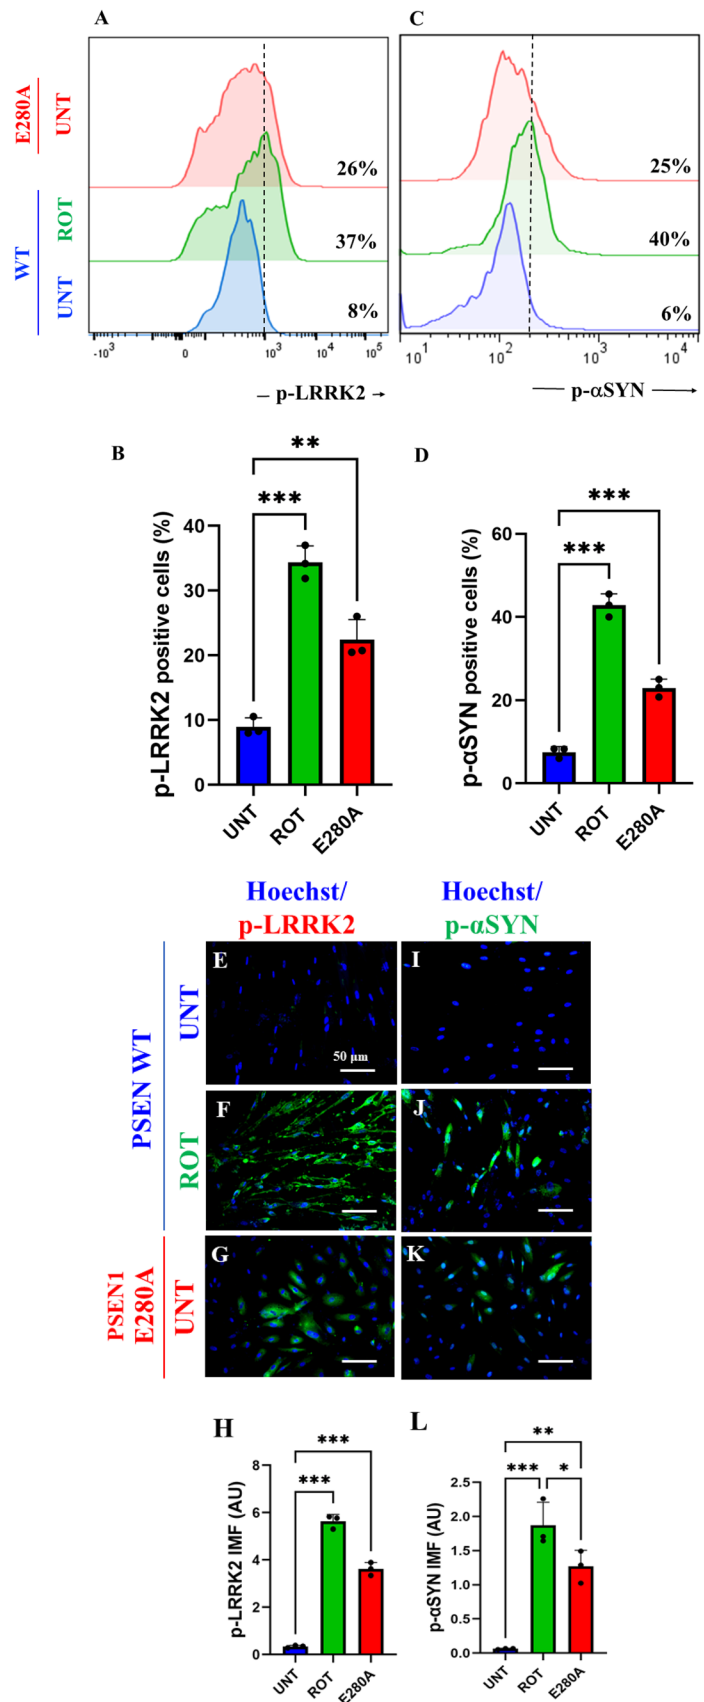 A
C
E280A
UNT
26%
25%
WT
ROT
37%
40%
UNT
8%
6%
-10³
0
10³
10⁴
10⁵
10¹
10²
10³
10⁴
– p-LRRK2 →
— p-αSYN →
B
D
**
***
p-LRRK2 positive cells (%)
40
30
20
10
0
UNT
ROT
E280A
***
***
p-αSYN positive cells (%)
60
40
20
0
UNT
ROT
E280A
Hoechst/
p-LRRK2
Hoechst/
p-αSYN
PSEN WT
UNT
E
50 µm
I
ROT
F
J
PSEN1
E280A
UNT
G
K
H
L
***
***
p-LRRK2 IMF (AU)
8
6
4
2
0
UNT
ROT
E280A
**
***
*
p-αSYN IMF (AU)
2.5
2.0
1.5
1.0
0.5
0.0
UNT
ROT
E280A